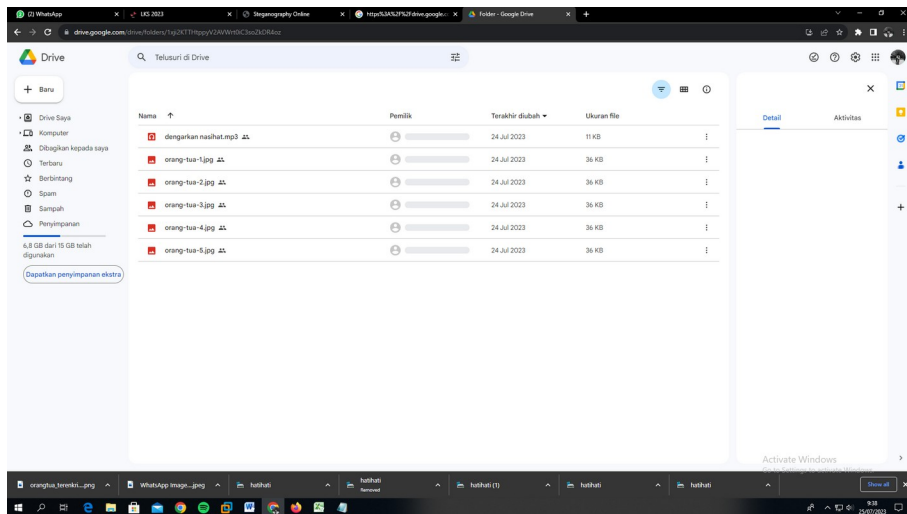 (2) WhatsApp
LKS 2023
Steganography Online
https%3A%2F%2Fdrive.google.c
Folder - Google Drive
Drive
Telusuri di Drive
Baru
Drive Saya
Komputer
Dibagikan kepada saya
Terbaru
Berbintang
Spam
Sampah
Penyimpanan
6,8 GB dari 15 GB telah
digunakan
Dapatkan penyimpanan ekstra
Nama Pemilik Terakhir diubah Ukuran file
dengarkan nasihat.mp3 24 Jul 2023 11 KB
orang-tua-1.jpg 24 Jul 2023 36 KB
orang-tua-2.jpg 24 Jul 2023 36 KB
orang-tua-3.jpg 24 Jul 2023 36 KB
orang-tua-4.jpg 24 Jul 2023 36 KB
orang-tua-5.jpg 24 Jul 2023 36 KB
Detail Aktivitas
Activate Windows
Go to Settings to activate Windows.
orangtua_terenkri....png
WhatsApp Image....jpeg
hatihati
hatihati
Removed
hatihati (1)
hatihati
hatihati
Show all
9:38
25/07/2023